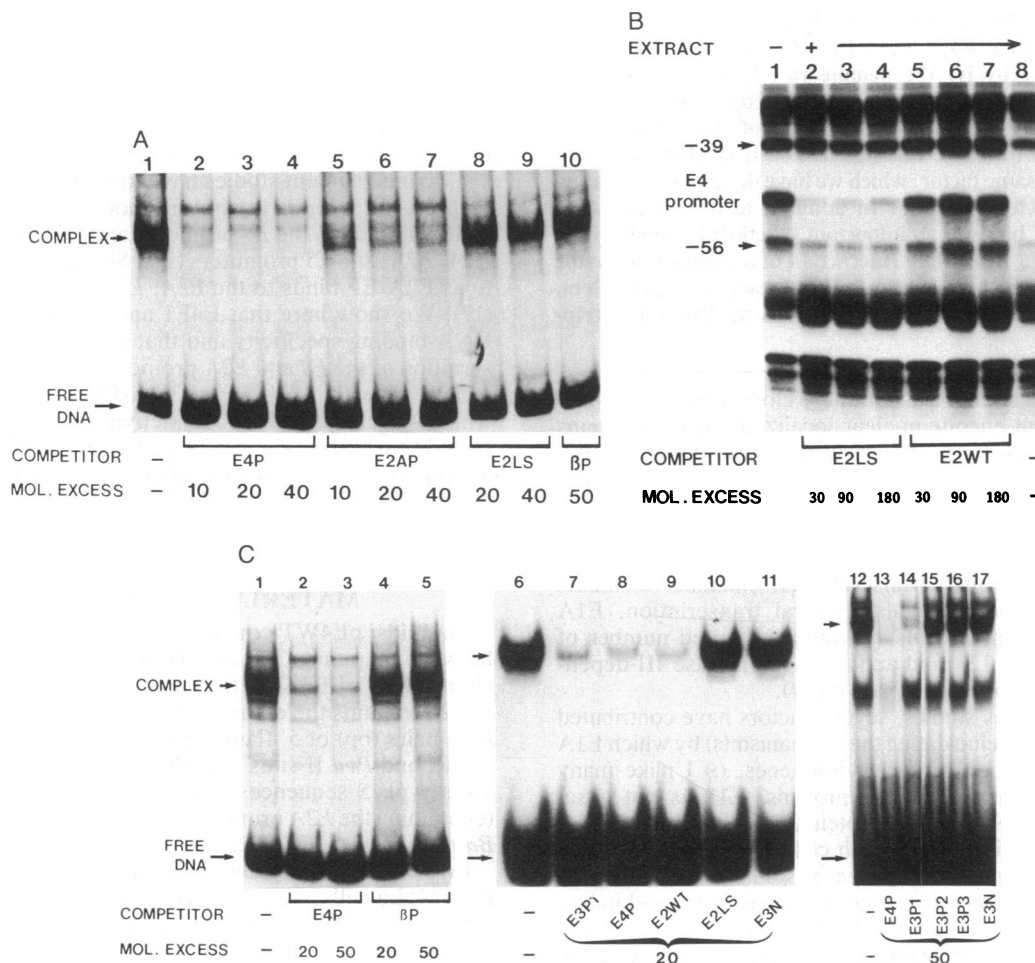 A
1 2 3 4 5 6 7 8 9 10
COMPLEX
FREE
DNA
COMPETITOR – E4P E2AP E2LS βP
MOL. EXCESS – 10 20 40 10 20 40 20 40 50
B
EXTRACT – +
1 2 3 4 5 6 7 8
–39
E4
promoter
–56
COMPETITOR E2LS E2WT –
MOL. EXCESS 30 90 180 30 90 180 –
C
1 2 3 4 5
COMPLEX
FREE
DNA
COMPETITOR – E4P βP
MOL. EXCESS – 20 50 20 50
6 7 8 9 10 11
– E3P1 E4P E2WT E2LS E3N
– 20
12 13 14 15 16 17
– E4P E3P1 E3P2 E3P3 E3N
– 50